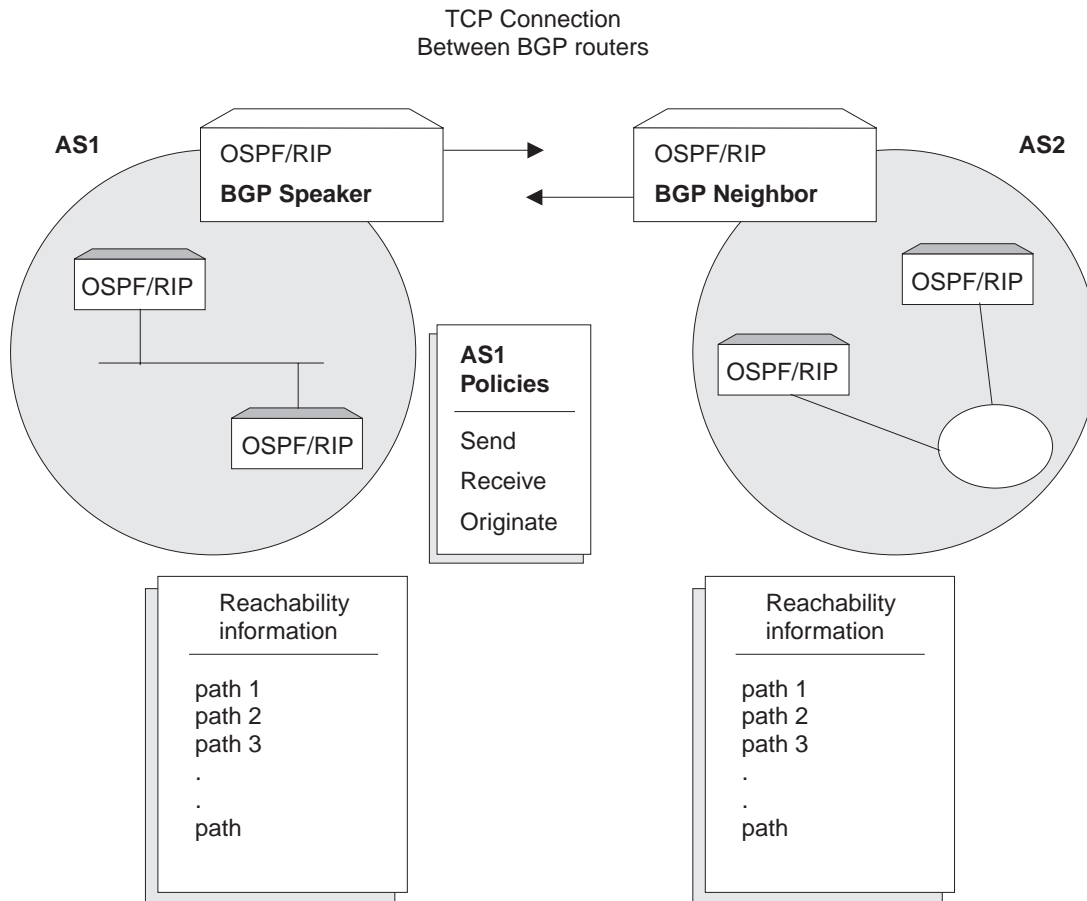 TCP Connection
Between BGP routers
AS1
OSPF/RIP
BGP Speaker
OSPF/RIP
BGP Neighbor
AS2
OSPF/RIP
OSPF/RIP
AS1
Policies
Send
Receive
Originate
OSPF/RIP
OSPF/RIP
Reachability
information
path 1
path 2
path 3
.
.
path
Reachability
information
path 1
path 2
path 3
.
.
path